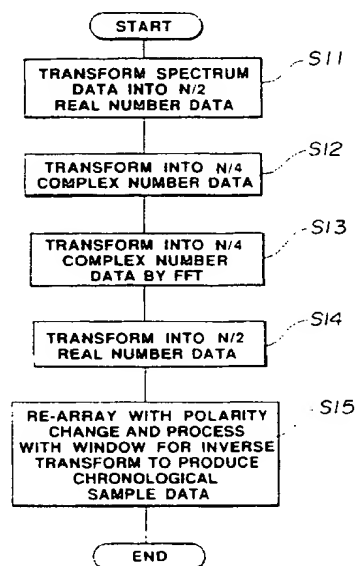 START
S11
TRANSFORM SPECTRUM
DATA INTO N/2
REAL NUMBER DATA
S12
TRANSFORM INTO N/4
COMPLEX NUMBER DATA
S13
TRANSFORM INTO N/4
COMPLEX NUMBER
DATA BY FFT
S14
TRANSFORM INTO N/2
REAL NUMBER DATA
S15
RE-ARRAY WITH POLARITY
CHANGE AND PROCESS
WITH WINDOW FOR INVERSE
TRANSFORM TO PRODUCE
CHRONOLOGICAL
SAMPLE DATA
END